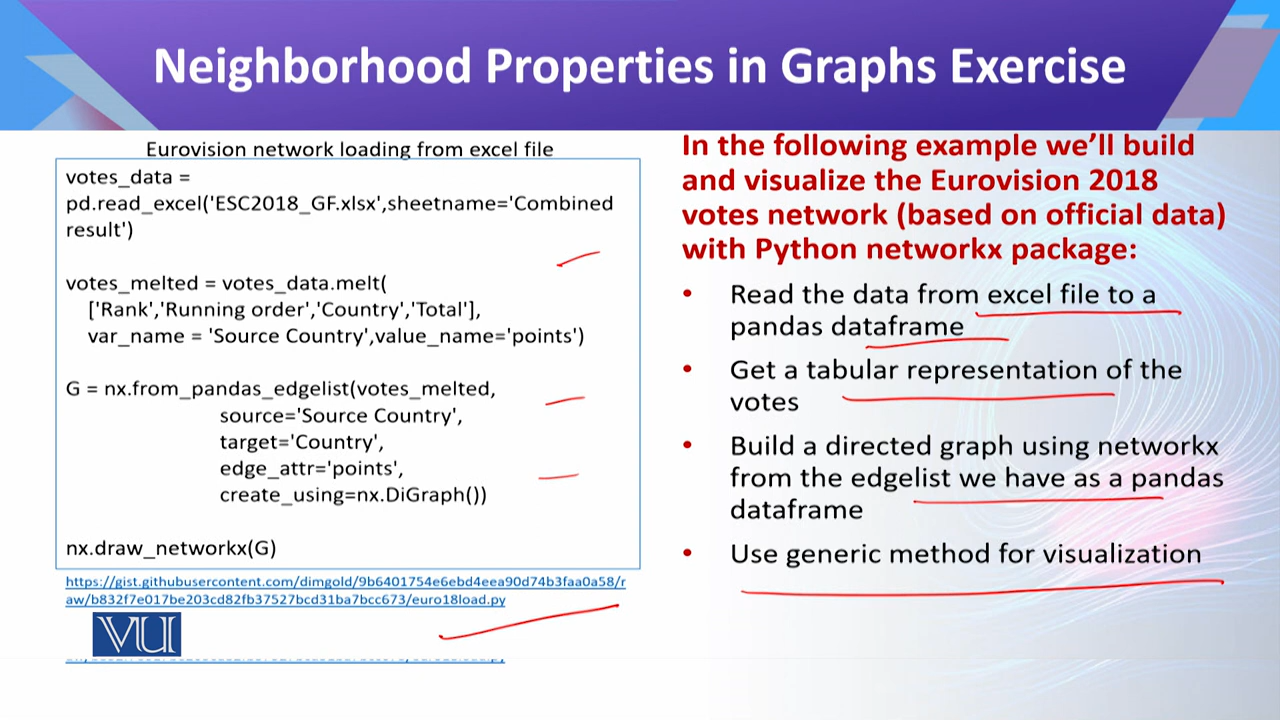 Neighborhood Properties in Graphs Exercise
Eurovision network loading from excel file
votes_data =
pd.read_excel('ESC2018_GF.xlsx',sheetname='Combined
result')
votes_melted = votes_data.melt(
['Rank','Running order','Country','Total'],
var_name = 'Source Country',value_name='points')
G = nx.from_pandas_edgelist(votes_melted,
source='Source Country',
target='Country',
edge_attr='points',
create_using=nx.DiGraph())
nx.draw_networkx(G)
https://gist.githubusercontent.com/dimgold/9b6401754e6ebd4eea90d74b3faa0a58/r
aw/b832f7e017be203cd82fb37527bcd31ba7bcc673/euro18load.py
VU
In the following example we'll build
and visualize the Eurovision 2018
votes network (based on official data)
with Python networkx package:
• Read the data from excel file to a
pandas dataframe
• Get a tabular representation of the
votes
• Build a directed graph using networkx
from the edgelist we have as a pandas
dataframe
• Use generic method for visualization